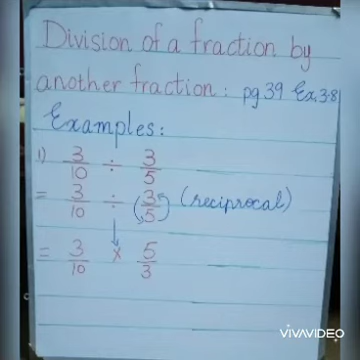 Division of a fraction by
another fraction: pg.39 Ex.3.8
Examples:
1) 3/10 ÷ 3/5
= 3/10 ÷ (3/5) (reciprocal)
= 3/10 × 5/3
VIVAVIDEO